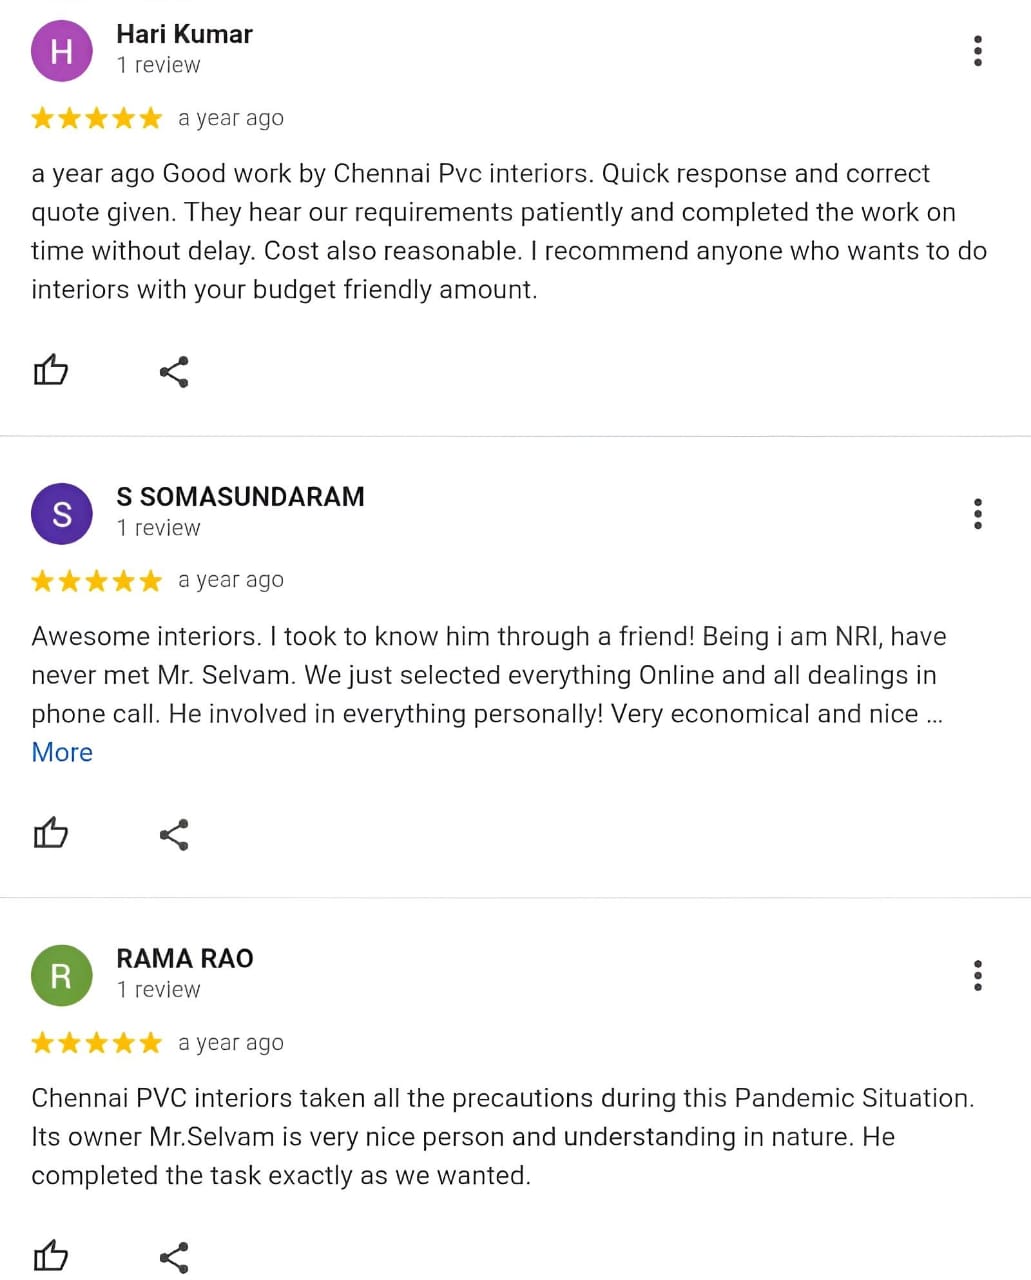 H
Hari Kumar
1 review
a year ago
a year ago Good work by Chennai Pvc interiors. Quick response and correct
quote given. They hear our requirements patiently and completed the work on
time without delay. Cost also reasonable. I recommend anyone who wants to do
interiors with your budget friendly amount.
S
S SOMASUNDARAM
1 review
a year ago
Awesome interiors. I took to know him through a friend! Being i am NRI, have
never met Mr. Selvam. We just selected everything Online and all dealings in
phone call. He involved in everything personally! Very economical and nice ...
More
R
RAMA RAO
1 review
a year ago
Chennai PVC interiors taken all the precautions during this Pandemic Situation.
Its owner Mr.Selvam is very nice person and understanding in nature. He
completed the task exactly as we wanted.